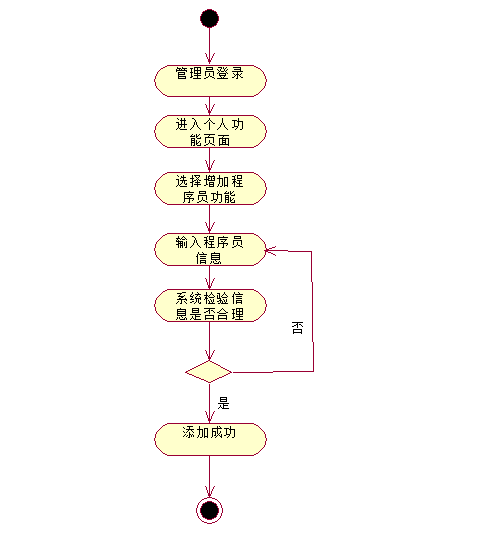 管理员登录
进入个人功
能页面
选择增加程
序员功能
输入程序员
信息
系统检验信
息是否合理
否
是
添加成功